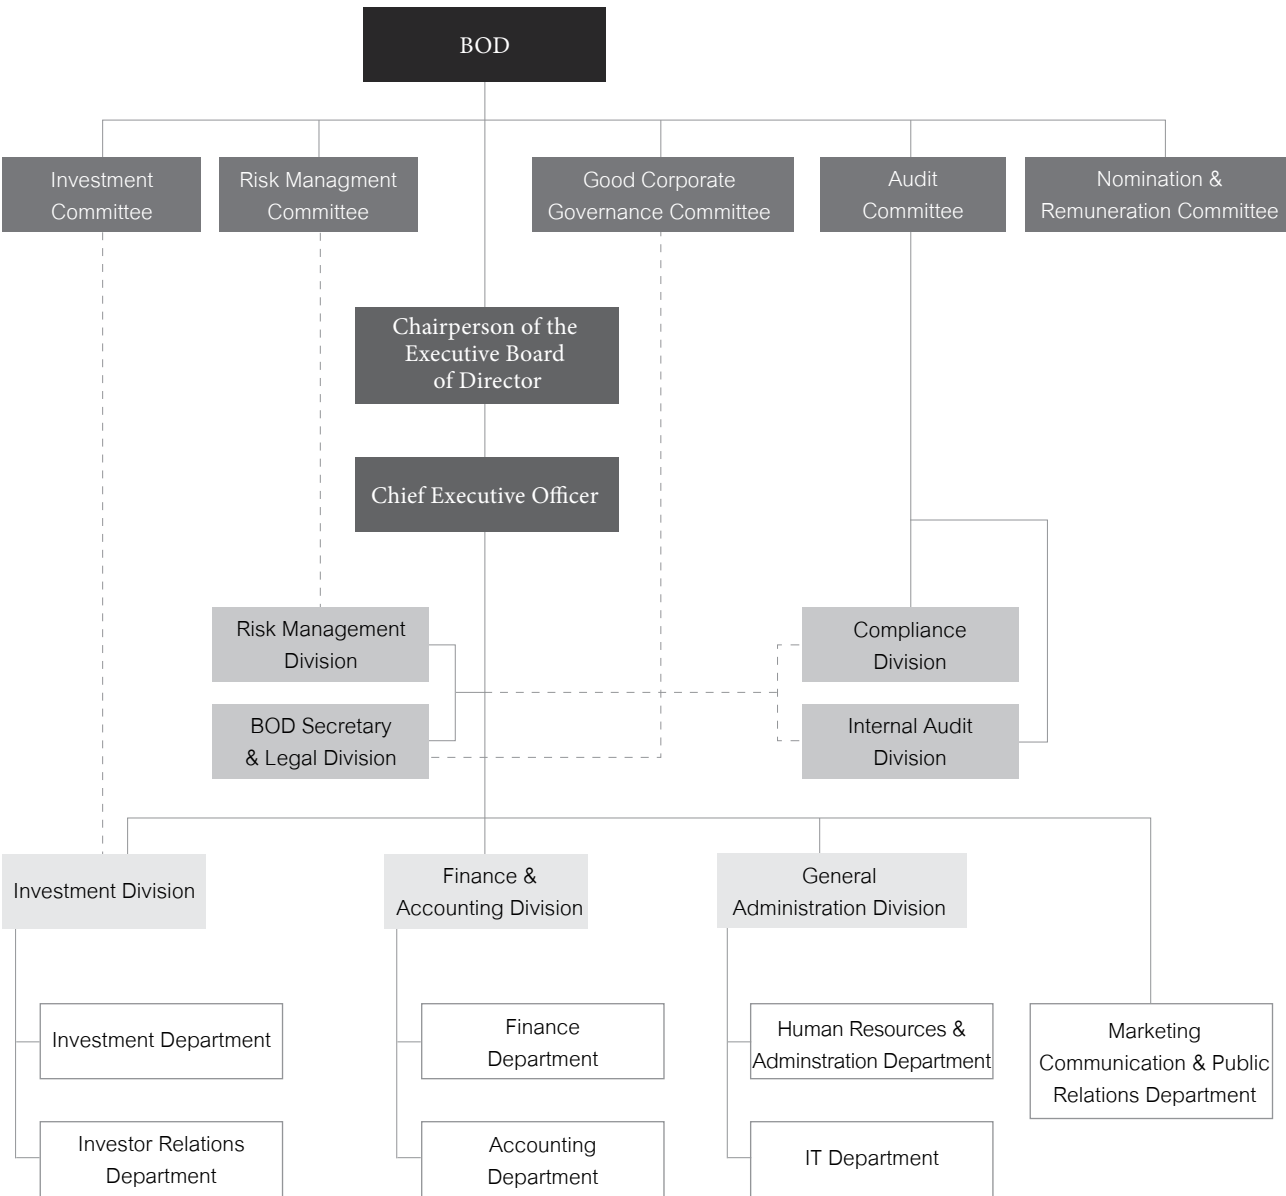 BOD
Investment
Committee
Risk Managment
Committee
Good Corporate
Governance Committee
Audit
Committee
Nomination &
Remuneration Committee
Chairperson of the
Executive Board
of Director
Chief Executive Officer
Risk Management
Division
Compliance
Division
BOD Secretary
& Legal Division
Internal Audit
Division
Investment Division
Finance &
Accounting Division
General
Administration Division
Investment Department
Finance
Department
Human Resources &
Adminstration Department
Marketing
Communication & Public
Relations Department
Investor Relations
Department
Accounting
Department
IT Department